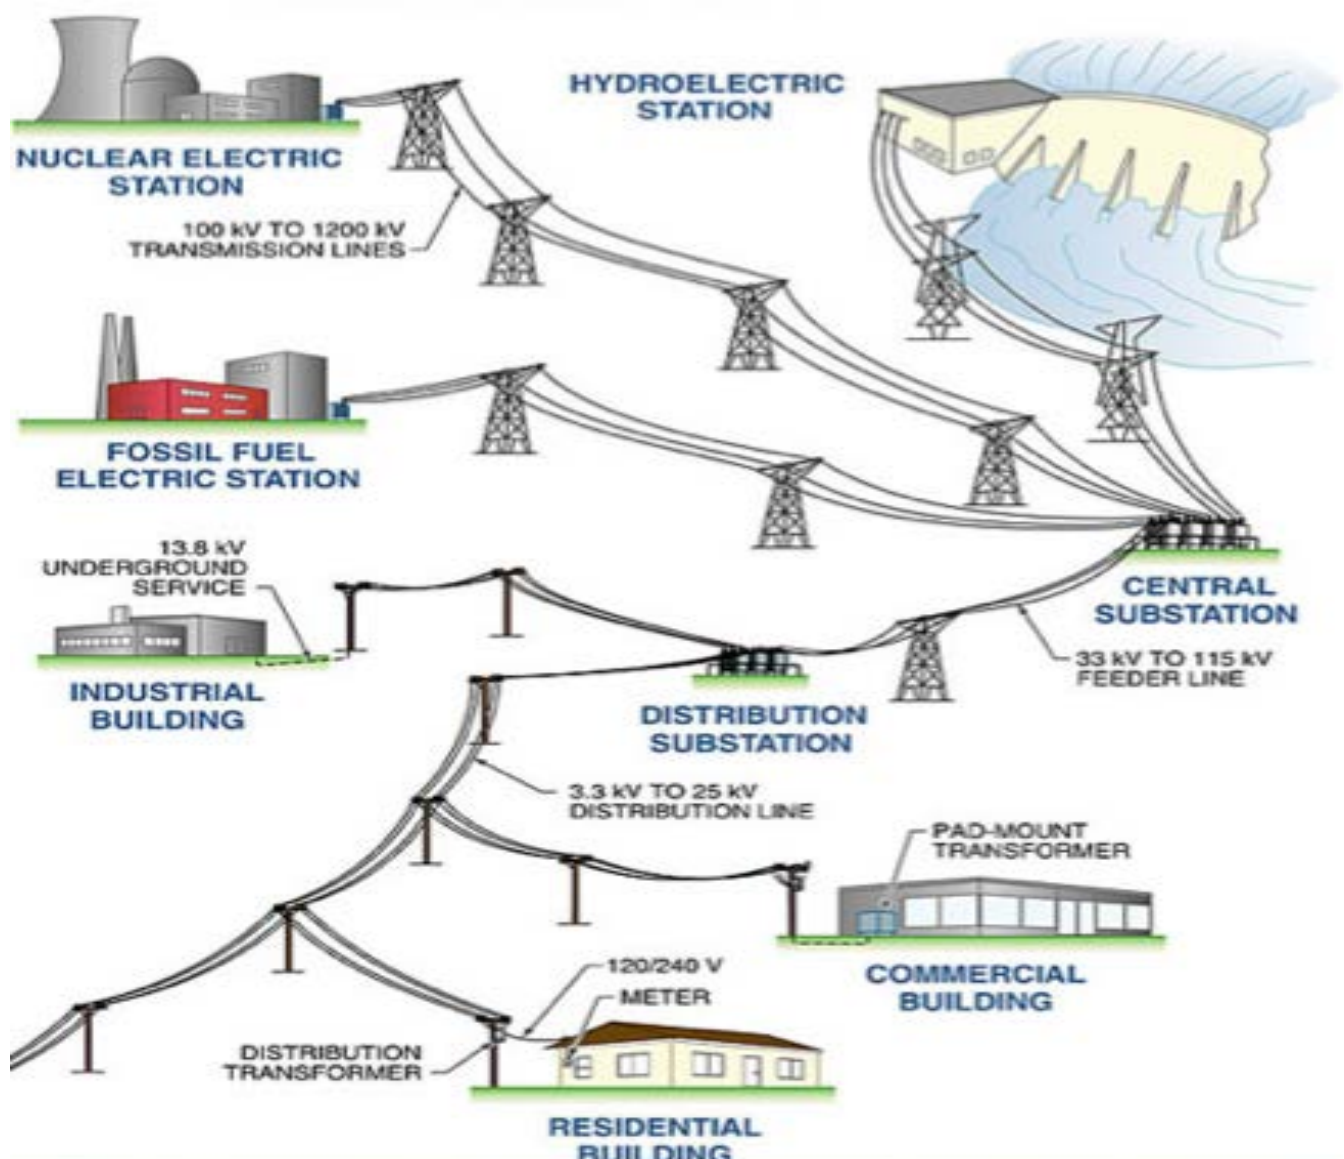 NUCLEAR ELECTRIC
STATION
HYDROELECTRIC
STATION
100 kV TO 1200 kV
TRANSMISSION LINES
FOSSIL FUEL
ELECTRIC STATION
13.8 kV
UNDERGROUND
SERVICE
CENTRAL
SUBSTATION
INDUSTRIAL
BUILDING
33 kV TO 115 kV
FEEDER LINE
DISTRIBUTION
SUBSTATION
3.3 kV TO 25 kV
DISTRIBUTION LINE
PAD-MOUNT
TRANSFORMER
COMMERCIAL
BUILDING
120/240 V
METER
DISTRIBUTION
TRANSFORMER
RESIDENTIAL
BUILDING